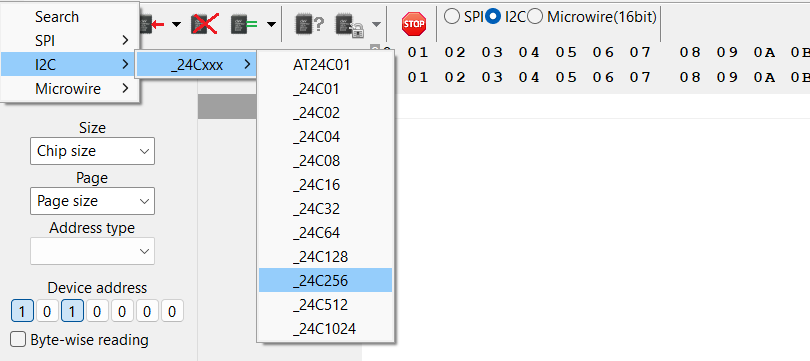 Search
SPI
I2C
Microwire
_24Cxxx
AT24C01
_24C01
_24C02
_24C04
_24C08
_24C16
_24C32
_24C64
_24C128
_24C256
_24C512
_24C1024
?
STOP
SPI I2C Microwire(16bit)
01 02 03 04 05 06 07 08 09 0A 0B
01 02 03 04 05 06 07 08 09 0A 0B
Size
Chip size
Page
Page size
Address type
Device address
1 0 1 0 0 0 0
Byte-wise reading